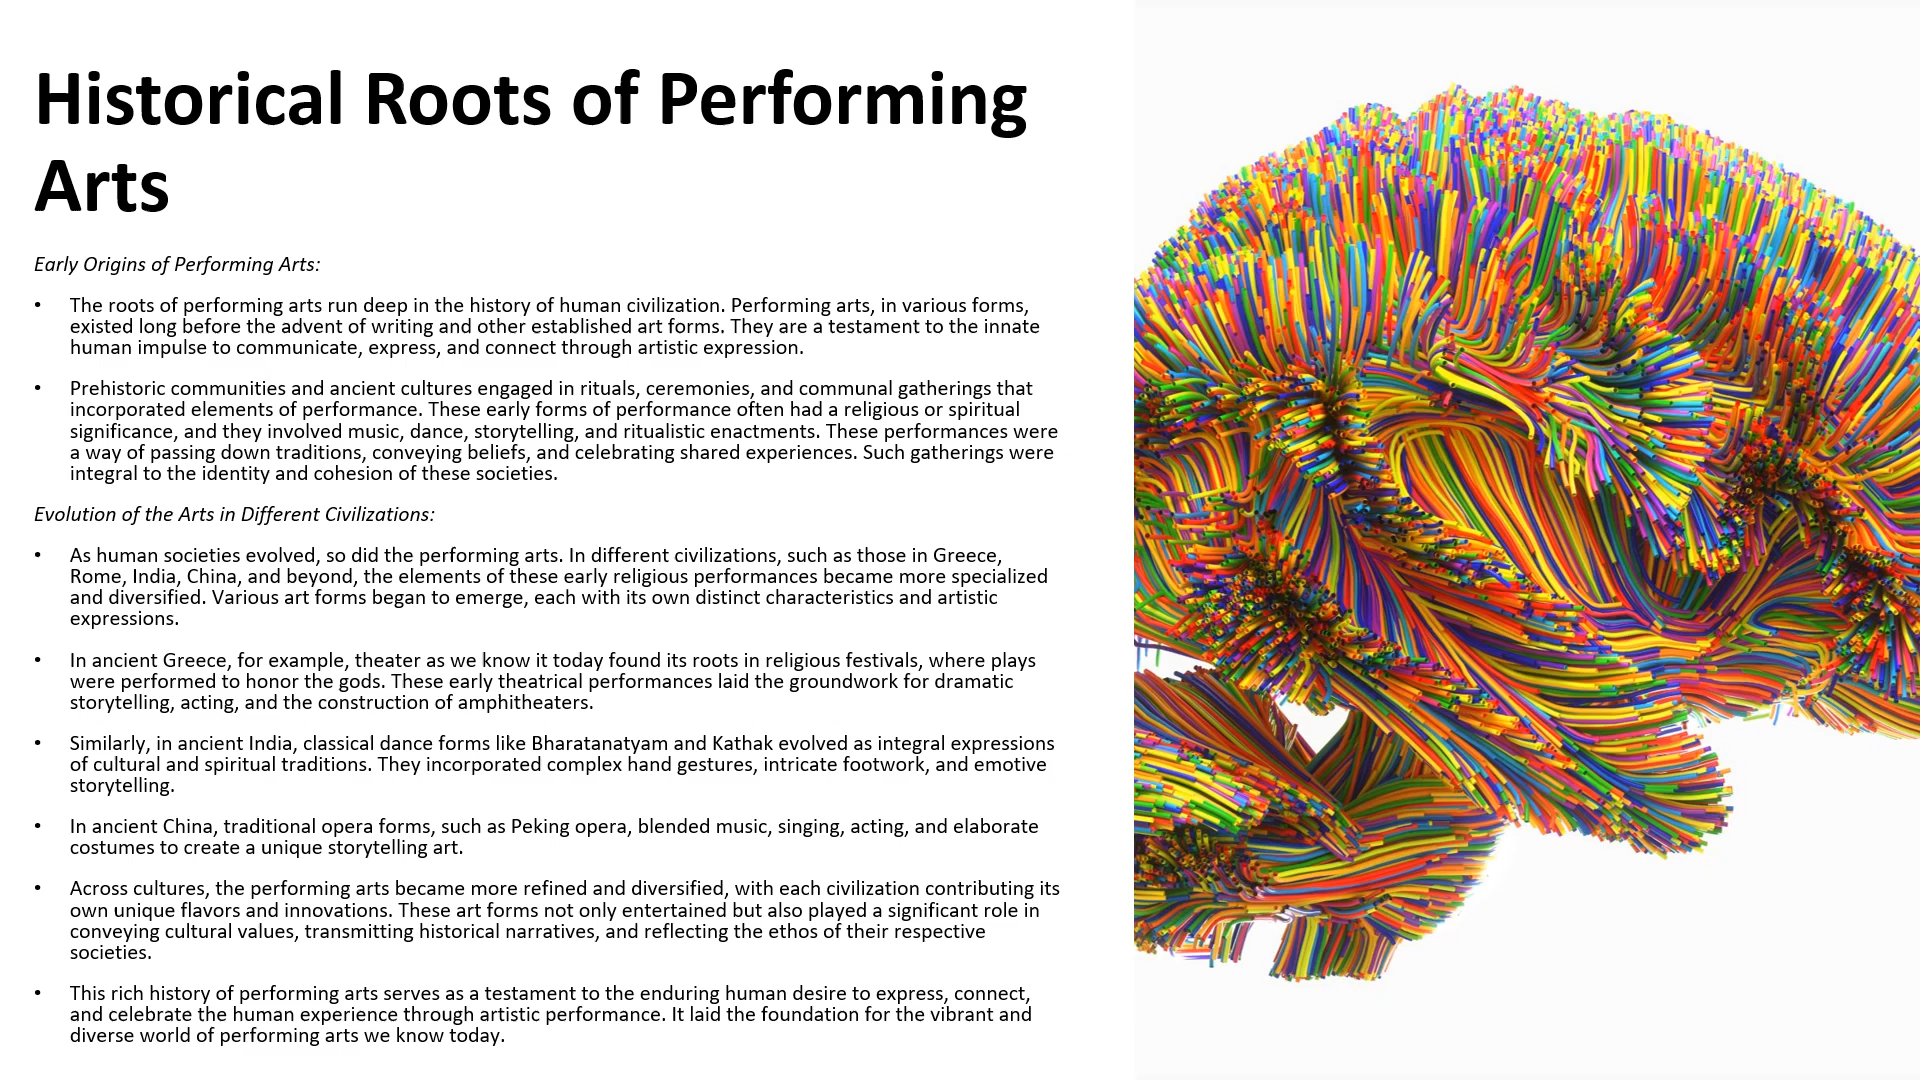 Historical Roots of Performing
Arts
Early Origins of Performing Arts:
• The roots of performing arts run deep in the history of human civilization. Performing arts, in various forms,
existed long before the advent of writing and other established art forms. They are a testament to the innate
human impulse to communicate, express, and connect through artistic expression.
• Prehistoric communities and ancient cultures engaged in rituals, ceremonies, and communal gatherings that
incorporated elements of performance. These early forms of performance often had a religious or spiritual
significance, and they involved music, dance, storytelling, and ritualistic enactments. These performances were
a way of passing down traditions, conveying beliefs, and celebrating shared experiences. Such gatherings were
integral to the identity and cohesion of these societies.
Evolution of the Arts in Different Civilizations:
• As human societies evolved, so did the performing arts. In different civilizations, such as those in Greece,
Rome, India, China, and beyond, the elements of these early religious performances became more specialized
and diversified. Various art forms began to emerge, each with its own distinct characteristics and artistic
expressions.
• In ancient Greece, for example, theater as we know it today found its roots in religious festivals, where plays
were performed to honor the gods. These early theatrical performances laid the groundwork for dramatic
storytelling, acting, and the construction of amphitheaters.
• Similarly, in ancient India, classical dance forms like Bharatanatyam and Kathak evolved as integral expressions
of cultural and spiritual traditions. They incorporated complex hand gestures, intricate footwork, and emotive
storytelling.
• In ancient China, traditional opera forms, such as Peking opera, blended music, singing, acting, and elaborate
costumes to create a unique storytelling art.
• Across cultures, the performing arts became more refined and diversified, with each civilization contributing its
own unique flavors and innovations. These art forms not only entertained but also played a significant role in
conveying cultural values, transmitting historical narratives, and reflecting the ethos of their respective
societies.
• This rich history of performing arts serves as a testament to the enduring human desire to express, connect,
and celebrate the human experience through artistic performance. It laid the foundation for the vibrant and
diverse world of performing arts we know today.